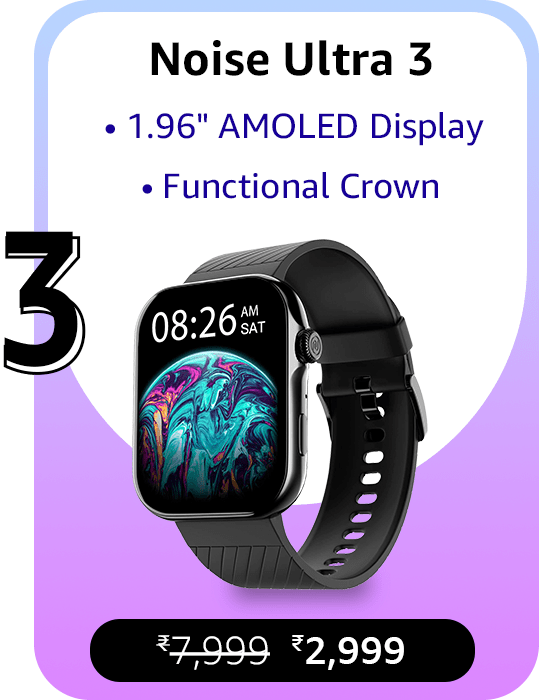 Noise Ultra 3
• 1.96" AMOLED Display
• Functional Crown
3
08:26 AM
SAT
₹7,999 ₹2,999